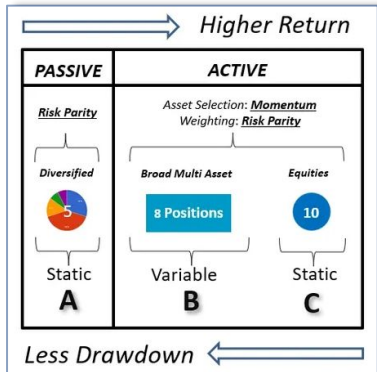 Higher Return
PASSIVE
ACTIVE
Risk Parity
Asset Selection: Momentum
Weighting: Risk Parity
Diversified
Broad Multi Asset
Equities
5
8 Positions
10
Static
Variable
Static
A
B
C
Less Drawdown